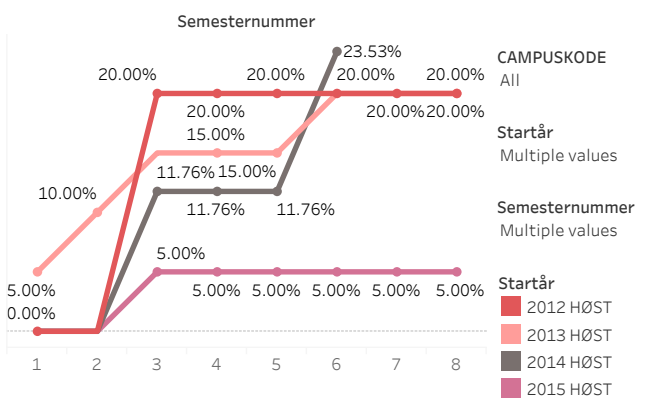 Semesternummer
23.53%
20.00% 20.00% 20.00% 20.00%
20.00% 20.00% 20.00%
15.00%
11.76% 15.00%
10.00%
11.76% 11.76%
5.00%
5.00% 5.00% 5.00% 5.00% 5.00% 5.00%
0.00%
1 2 3 4 5 6 7 8
CAMPUSKODE
All
Startår
Multiple values
Semesternummer
Multiple values
Startår
2012 HØST
2013 HØST
2014 HØST
2015 HØST